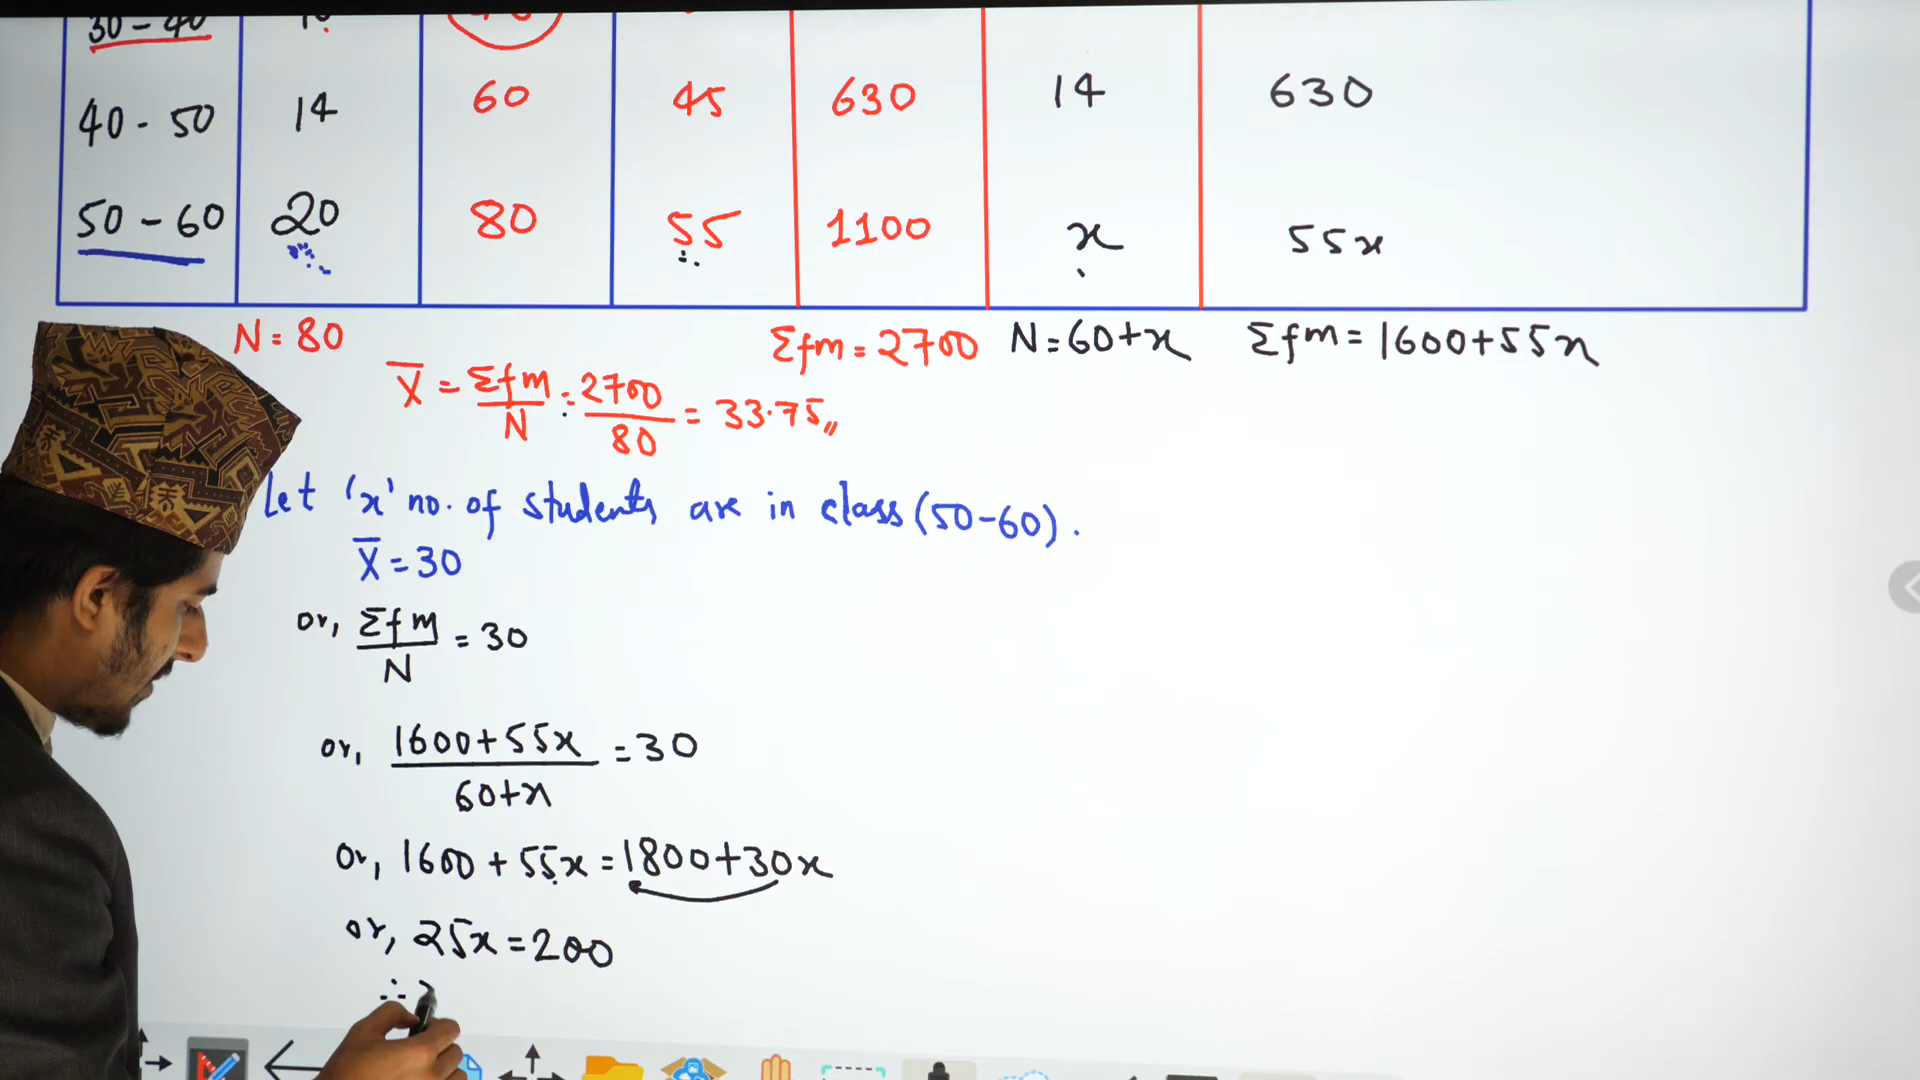 30 - 40
40 - 50 14 60 45 630 14 630
50 - 60 20 80 55 1100 x 55x
N = 80 Σfm = 2700 N = 60+x Σfm = 1600+55x
X̄ = Σfm/N = 2700/80 = 33.75,,
Let 'x' no. of students are in class (50-60).
X̄ = 30
or, Σfm/N = 30
or, 1600+55x/60+x = 30
or, 1600 + 55x = 1800+30x
or, 25x = 200
∴